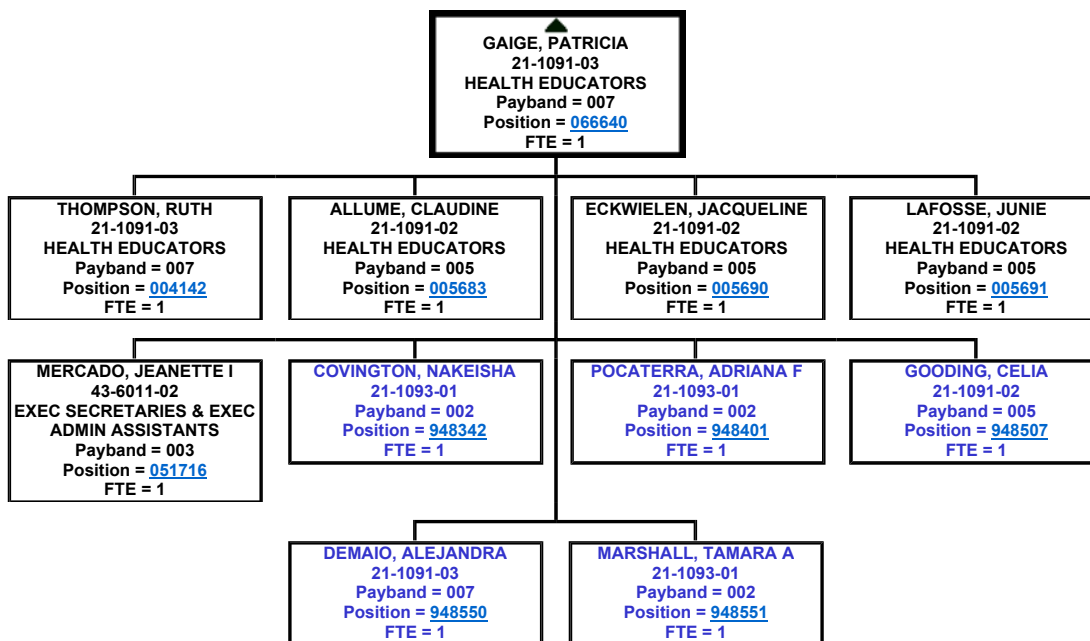 GAIGE, PATRICIA
21-1091-03
HEALTH EDUCATORS
Payband = 007
Position = 066640
FTE = 1
THOMPSON, RUTH
21-1091-03
HEALTH EDUCATORS
Payband = 007
Position = 004142
FTE = 1
ALLUME, CLAUDINE
21-1091-02
HEALTH EDUCATORS
Payband = 005
Position = 005683
FTE = 1
ECKWIELEN, JACQUELINE
21-1091-02
HEALTH EDUCATORS
Payband = 005
Position = 005690
FTE = 1
LAFOSSE, JUNIE
21-1091-02
HEALTH EDUCATORS
Payband = 005
Position = 005691
FTE = 1
MERCADO, JEANETTE I
43-6011-02
EXEC SECRETARIES & EXEC
ADMIN ASSISTANTS
Payband = 003
Position = 051716
FTE = 1
COVINGTON, NAKEISHA
21-1093-01
Payband = 002
Position = 948342
FTE = 1
POCATERRA, ADRIANA F
21-1093-01
Payband = 002
Position = 948401
FTE = 1
GOODING, CELIA
21-1091-02
Payband = 005
Position = 948507
FTE = 1
DEMAIO, ALEJANDRA
21-1091-03
Payband = 007
Position = 948550
FTE = 1
MARSHALL, TAMARA A
21-1093-01
Payband = 002
Position = 948551
FTE = 1